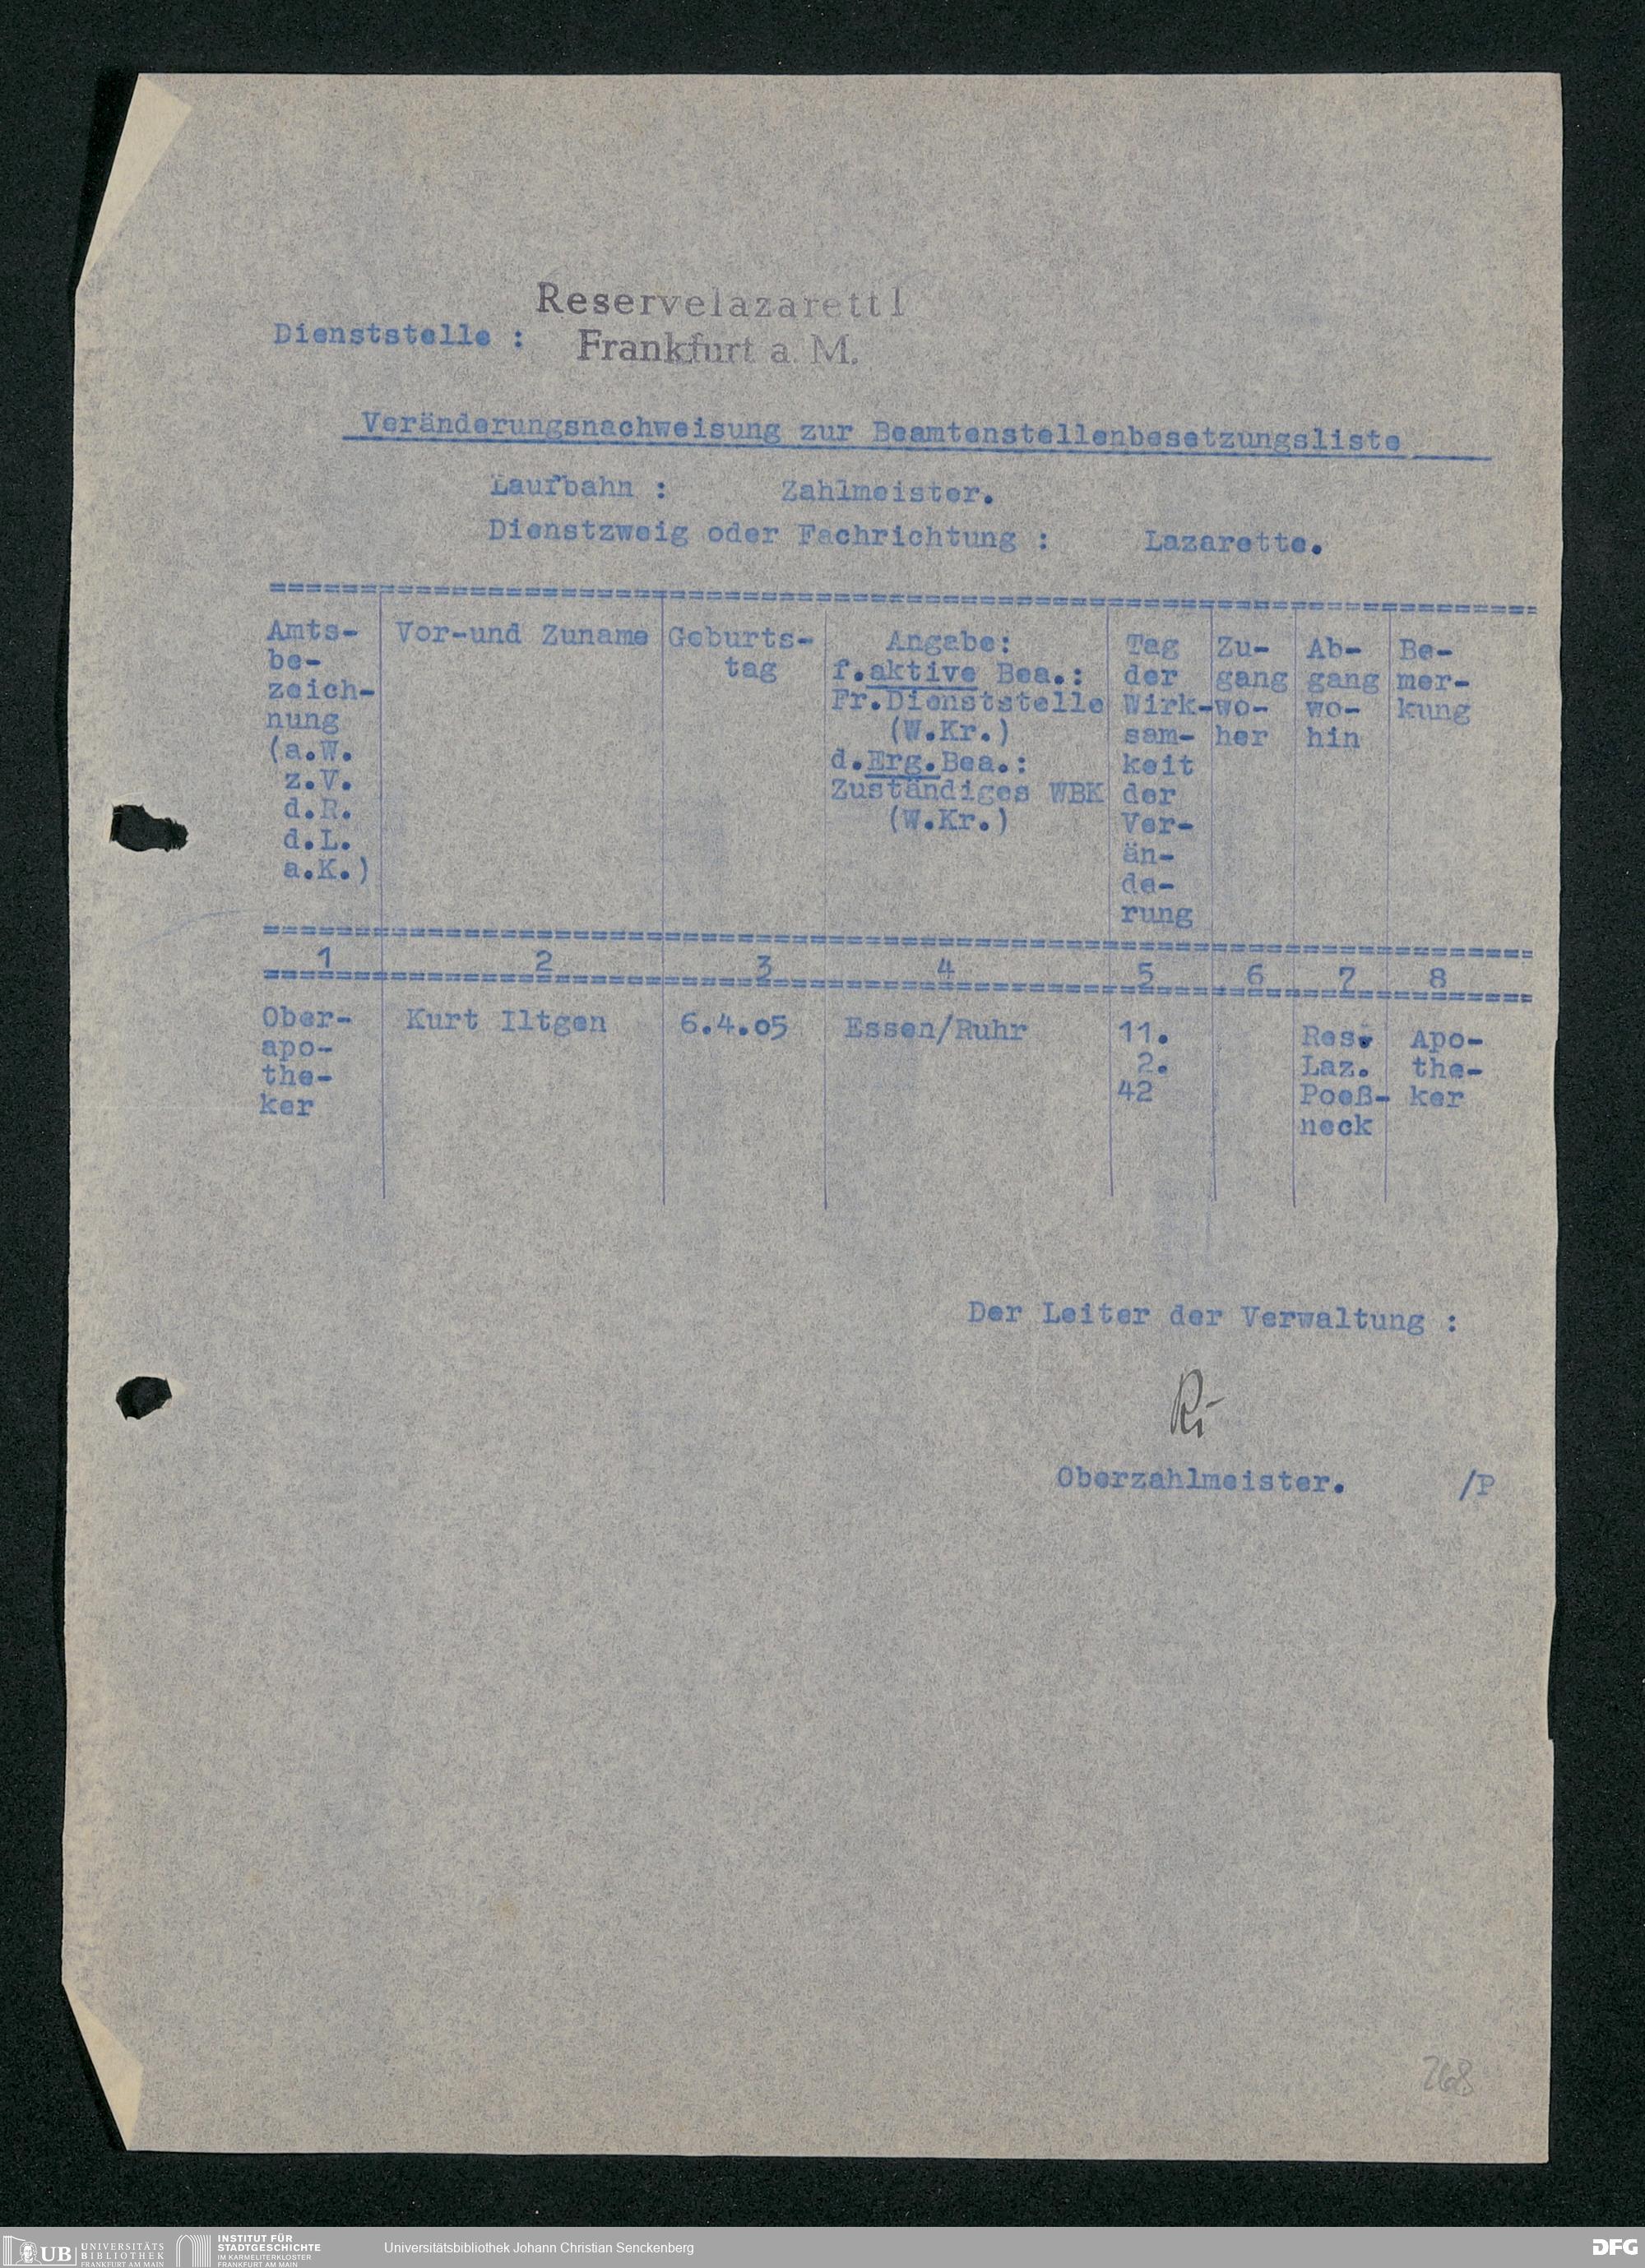 Reservelazarett I
Dienststelle : Frankfurt a. M.
Veränderungsnachweisung zur Beamtenstellenbesetzungsliste
Laufbahn : Zahlmeister.
Dienstzweig oder Fachrichtung : Lazarette.
Amts- Vor-und Zuname Geburts- Angabe: Tag Zu- Ab- Be-
be- tag f.aktive Bea.: der gang gang mer-
zeich- Fr.Dienststelle Wirk- wo- wo- kung
nung (W.Kr.) sam- her hin
(a.W. d.Erg.Bea.: keit
z.V. Zuständiges WBK der
d.R. (W.Kr.) Ver-
d.L. än-
a.K.) de-
rung
1 2 3 4 5 6 7 8
Ober- Kurt Iltgen 6.4.05 Essen/Ruhr 11. Res. Apo-
apo- 2. Laz. the-
the- 42 Poeß- ker
ker neck
Der Leiter der Verwaltung :
Ri
Oberzahlmeister. /P
268
UB UNIVERSITÄTS
BIBLIOTHEK
FRANKFURT AM MAIN
INSTITUT FÜR
STADTGESCHICHTE
IM KARMELITERKLOSTER
FRANKFURT AM MAIN
Universitätsbibliothek Johann Christian Senckenberg
DFG